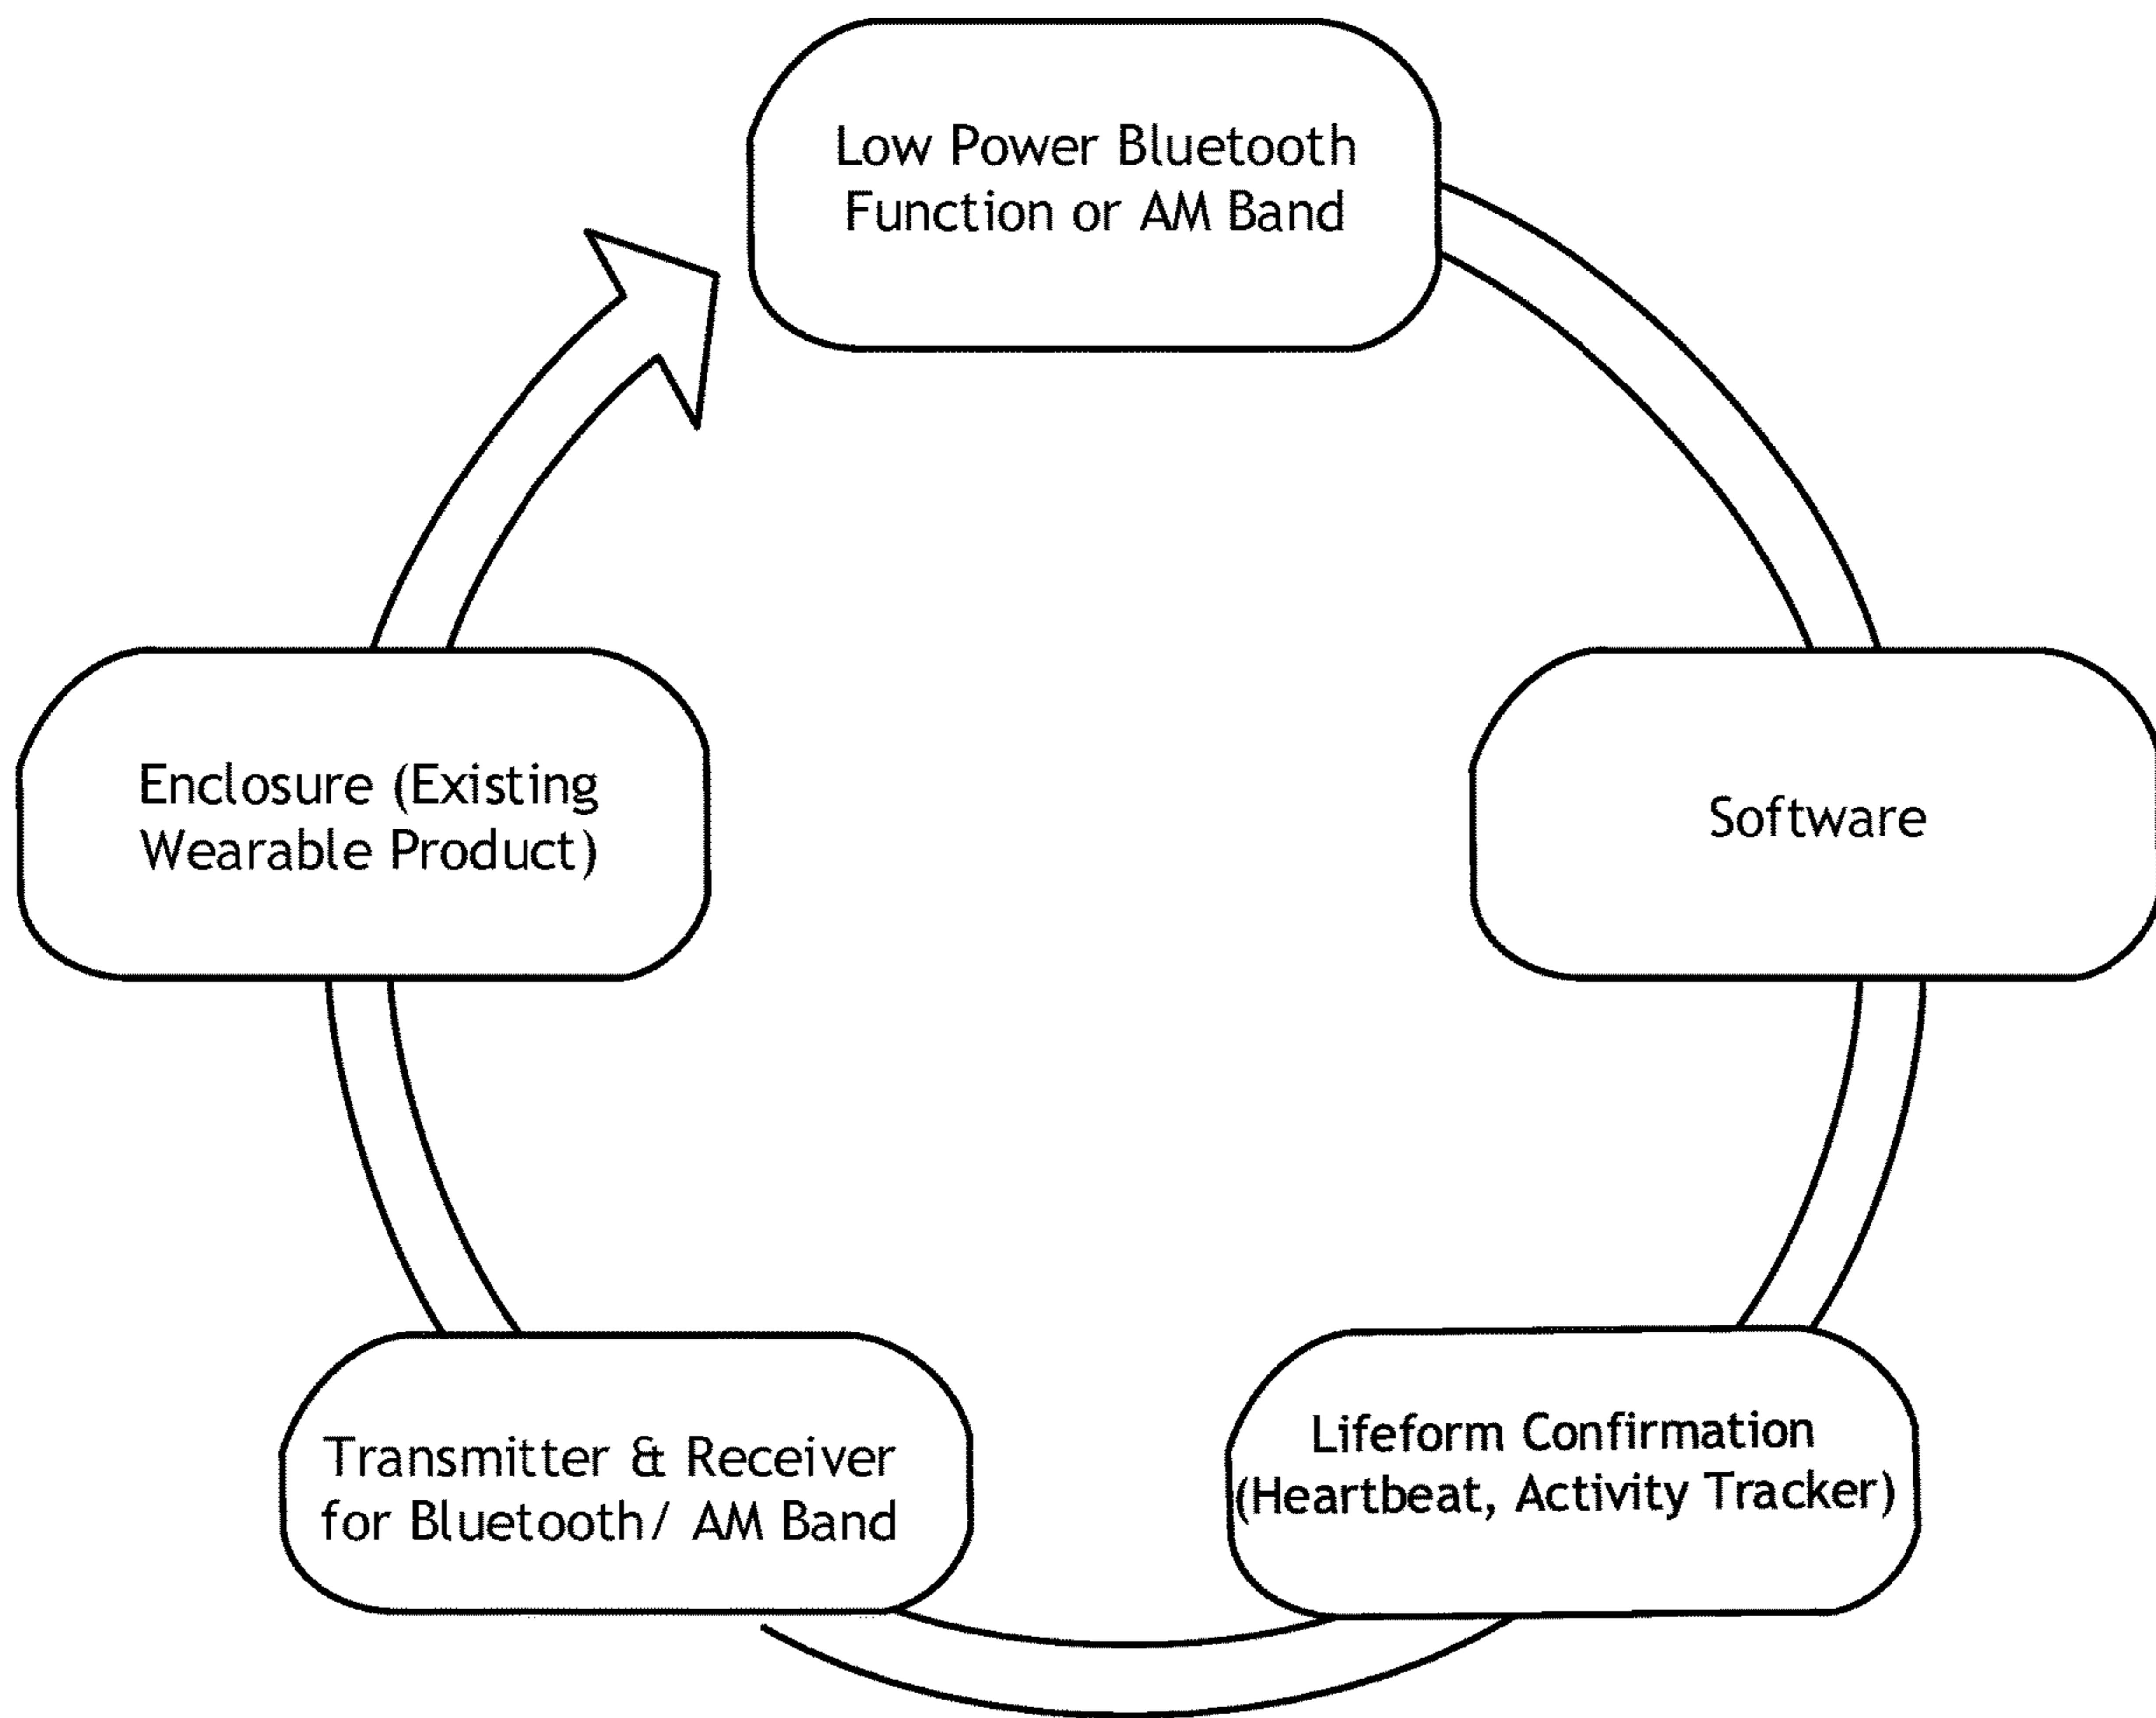 Low Power Bluetooth
Function or AM Band
Enclosure (Existing
Wearable Product)
Software
Transmitter & Receiver
for Bluetooth/ AM Band
Lifeform Confirmation
(Heartbeat, Activity Tracker)